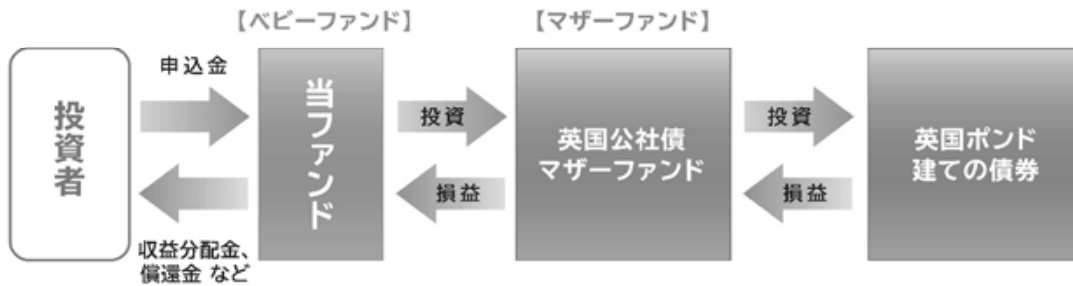 【ベビーファンド】
【マザーファンド】
投資者
申込金
収益分配金、
償還金 など
当ファンド
投資
損益
英国公社債
マザーファンド
投資
損益
英国ポンド
建ての債券